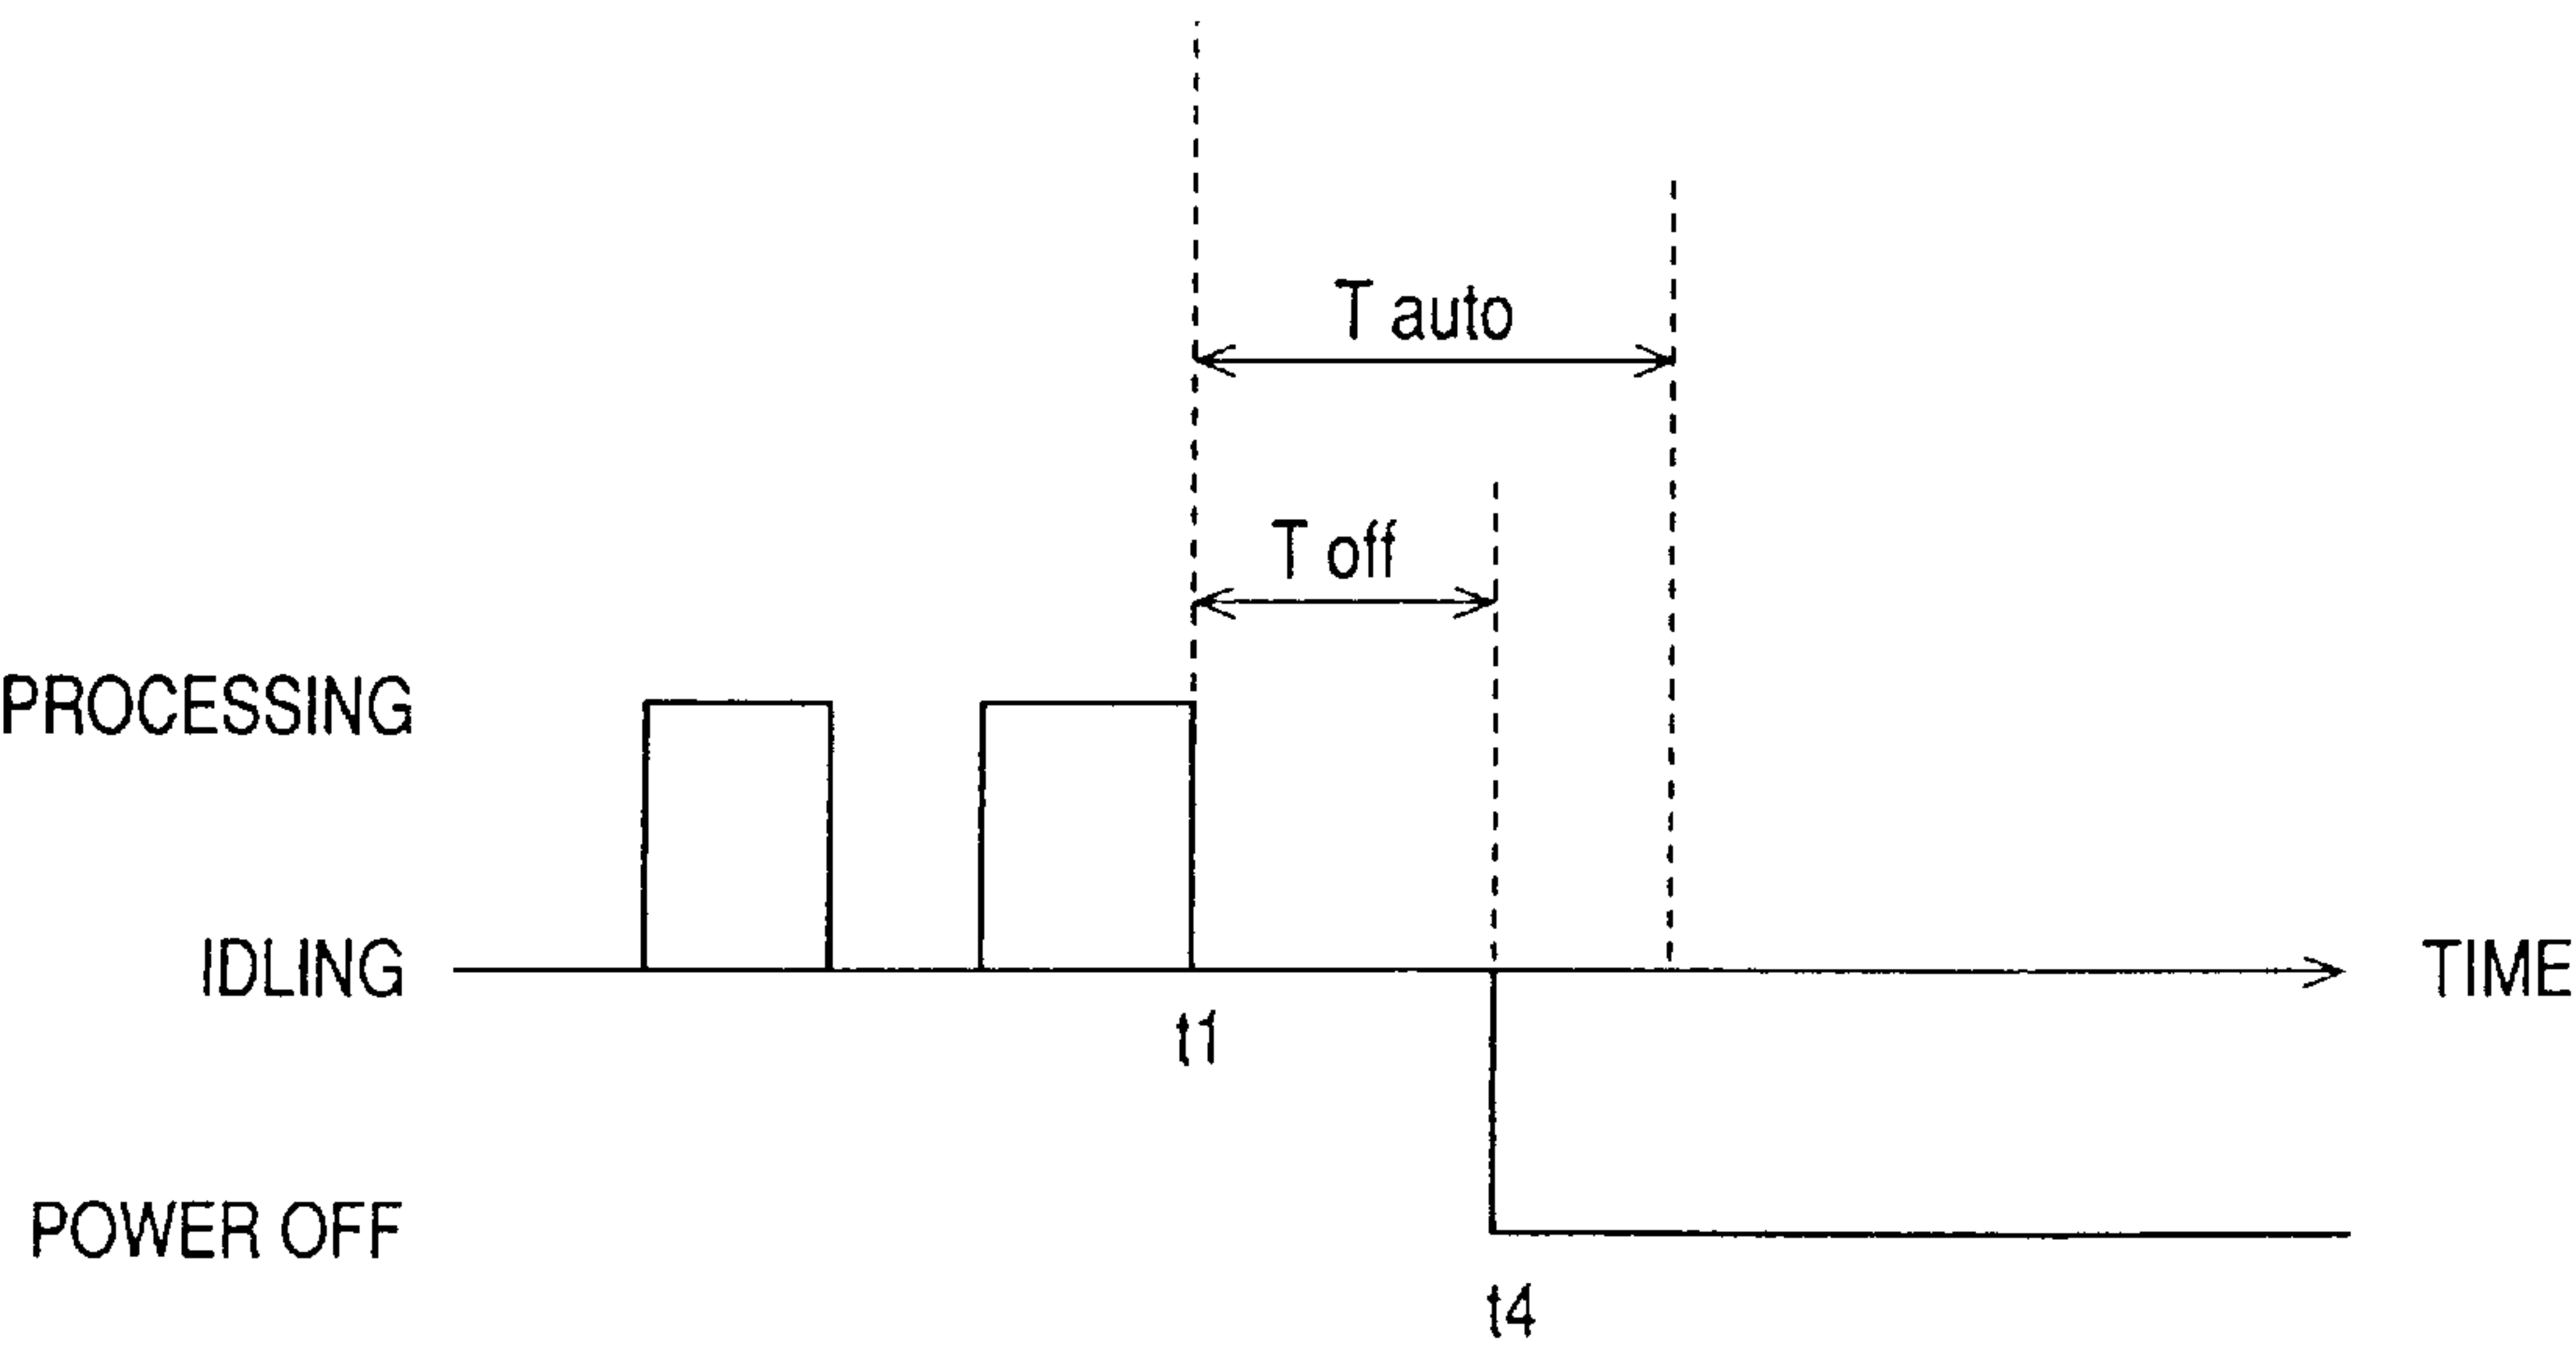 T auto
T off
PROCESSING
IDLING
TIME
t1
POWER OFF
t4